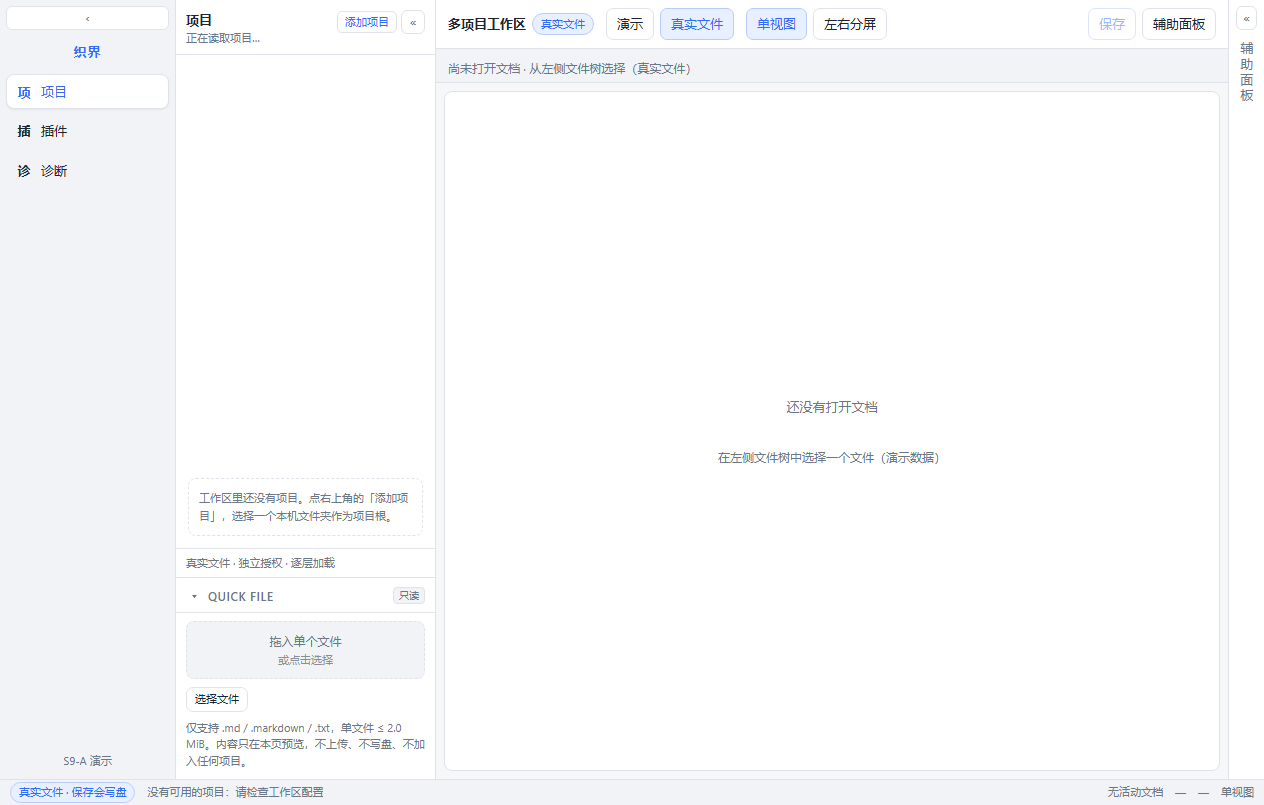 ‹
织界
项 项目
插 插件
诊 诊断
S9-A 演示
项目
正在读取项目...
添加项目 «
工作区里还没有项目。点右上角的「添加项
目」，选择一个本机文件夹作为项目根。
真实文件 · 独立授权 · 逐层加载
▾ QUICK FILE 只读
拖入单个文件
或点击选择
选择文件
仅支持 .md / .markdown / .txt，单文件 ≤ 2.0
MiB。内容只在本页预览，不上传、不写盘、不加
入任何项目。
多项目工作区 真实文件 演示 真实文件 单视图 左右分屏 保存 辅助面板
尚未打开文档 · 从左侧文件树选择（真实文件）
还没有打开文档
在左侧文件树中选择一个文件（演示数据）
«
辅
助
面
板
真实文件 · 保存会写盘 没有可用的项目：请检查工作区配置 无活动文档 — — 单视图